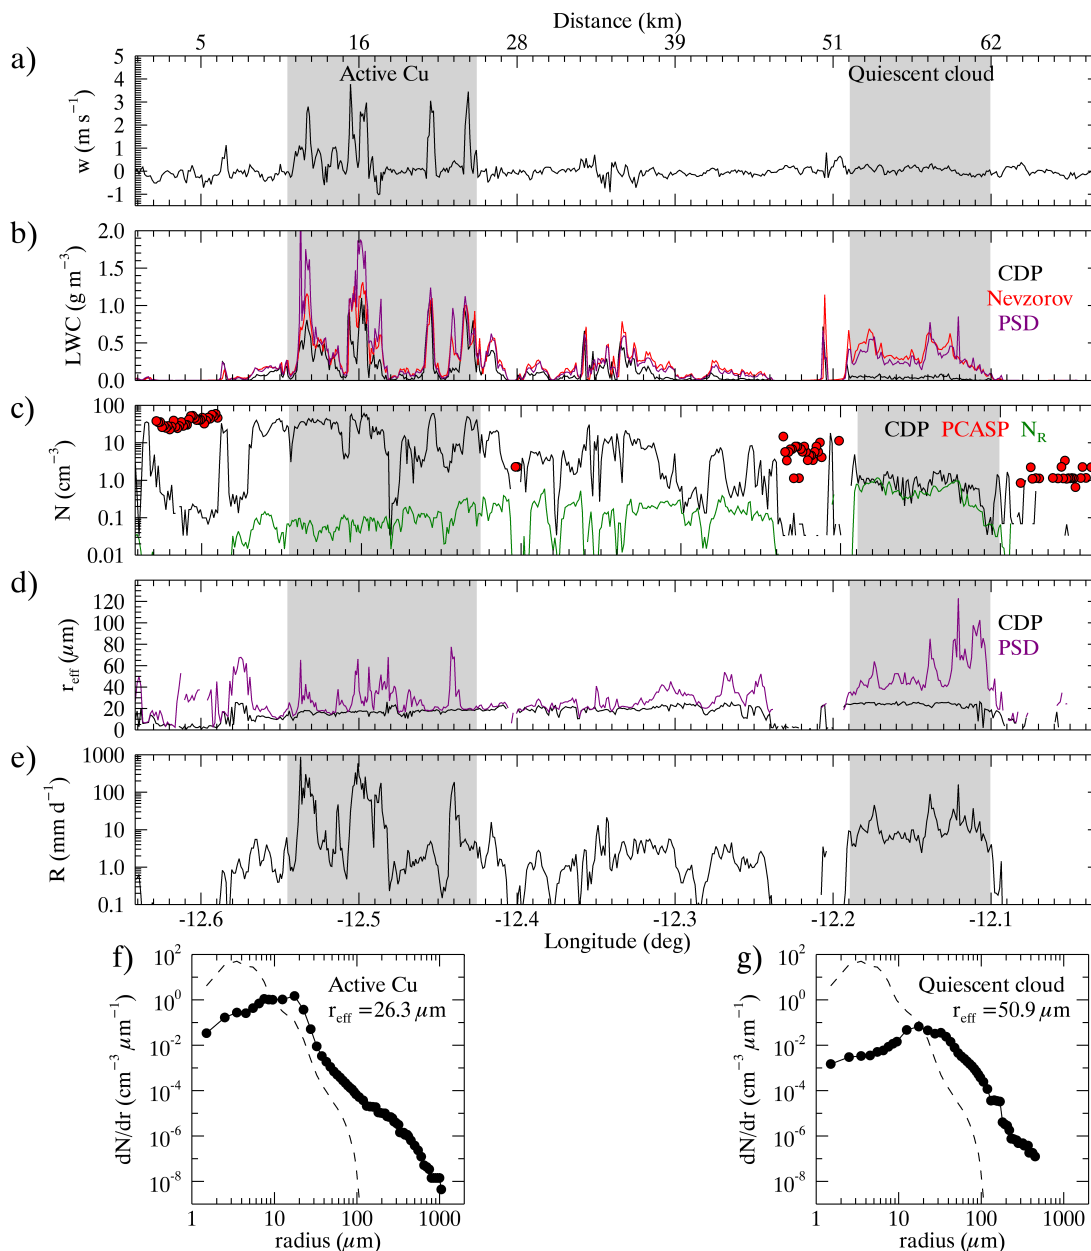 Distance (km)
5 16 28 39 51 62
a)
Active Cu
Quiescent cloud
w (m s⁻¹)
5
4
3
2
1
0
-1
b)
LWC (g m⁻³)
2.0
1.5
1.0
0.5
0.0
CDP
Nevzorov
PSD
c)
N (cm⁻³)
100
10
1.0
0.1
0.01
CDP PCASP N_R
d)
r_eff (μm)
120
100
80
60
40
20
0
CDP
PSD
e)
R (mm d⁻¹)
1000
100
10
1.0
0.1
-12.6 -12.5 -12.4 -12.3 -12.2 -12.1
Longitude (deg)
f)
Active Cu
r_eff =26.3 μm
dN/dr (cm⁻³ μm⁻¹)
10²
10⁰
10⁻²
10⁻⁴
10⁻⁶
10⁻⁸
1 10 100 1000
radius (μm)
g)
Quiescent cloud
r_eff =50.9 μm
dN/dr (cm⁻³ μm⁻¹)
10²
10⁰
10⁻²
10⁻⁴
10⁻⁶
10⁻⁸
1 10 100 1000
radius (μm)